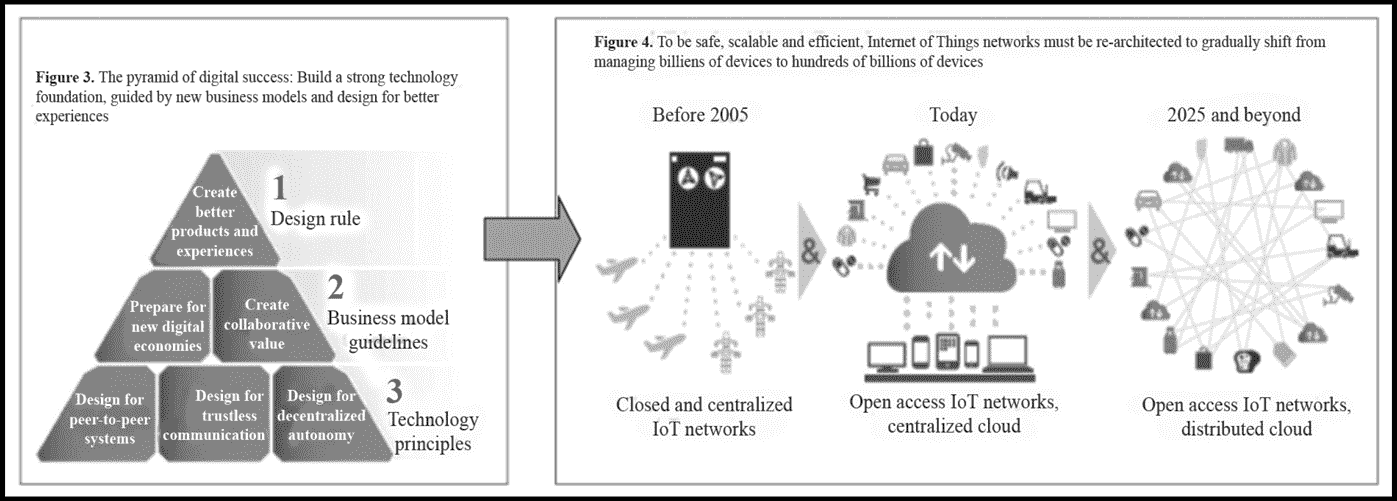 Figure 3. The pyramid of digital success: Build a strong technology
foundation, guided by new business models and design for better
experiences
Create
better
products and
experiences
1
Design rule
Prepare for
new digital
economies
Create
collaborative
value
2
Business model
guidelines
Design for
peer-to-peer
systems
Design for
trustless
communication
Design for
decentralized
autonomy
3
Technology
principles
Figure 4. To be safe, scalable and efficient, Internet of Things networks must be re-architected to gradually shift from
managing billiens of devices to hundreds of billions of devices
Before 2005
Closed and centralized
IoT networks
&
Today
Open access IoT networks,
centralized cloud
&
2025 and beyond
Open access IoT networks,
distributed cloud